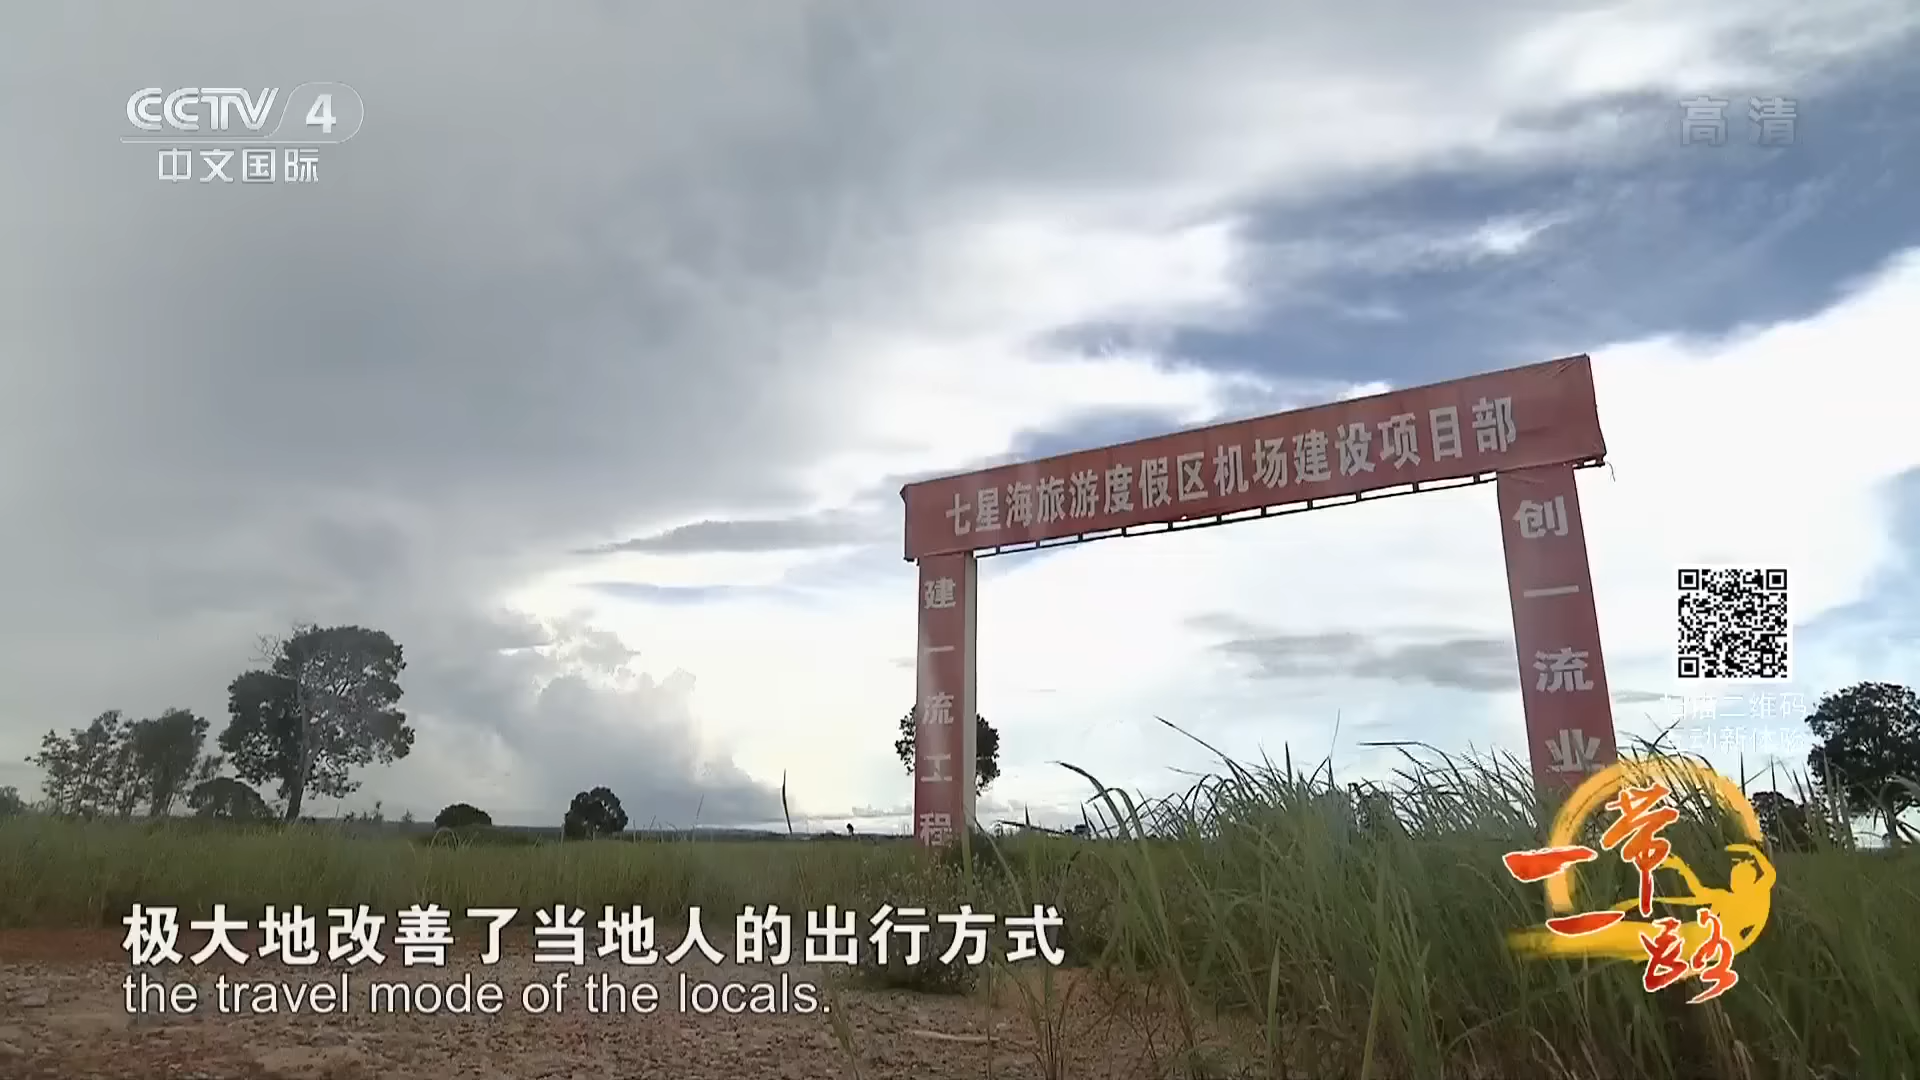 CCTV 4
中文国际
高清
七星海旅游度假区机场建设项目部
建一流工程
创一流业
扫描二维码
互动新体验
一带一路
极大地改善了当地人的出行方式
the travel mode of the locals.